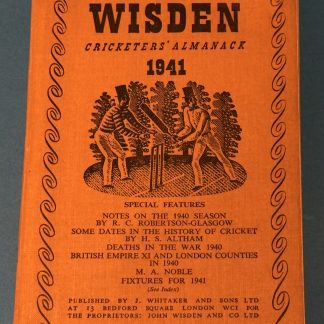 WISDEN
CRICKETERS' ALMANACK
1941
SPECIAL FEATURES
NOTES ON THE 1940 SEASON
BY R. C. ROBERTSON-GLASGOW
SOME DATES IN THE HISTORY OF CRICKET
BY H. S. ALTHAM
DEATHS IN THE WAR 1940
BRITISH EMPIRE XI AND LONDON COUNTIES
IN 1940
M. A. NOBLE
FIXTURES FOR 1941
(See Index)
PUBLISHED BY J. WHITAKER AND SONS LTD
AT 13 BEDFORD SQUARE LONDON WC1 FOR
THE PROPRIETORS: JOHN WISDEN AND CO LTD